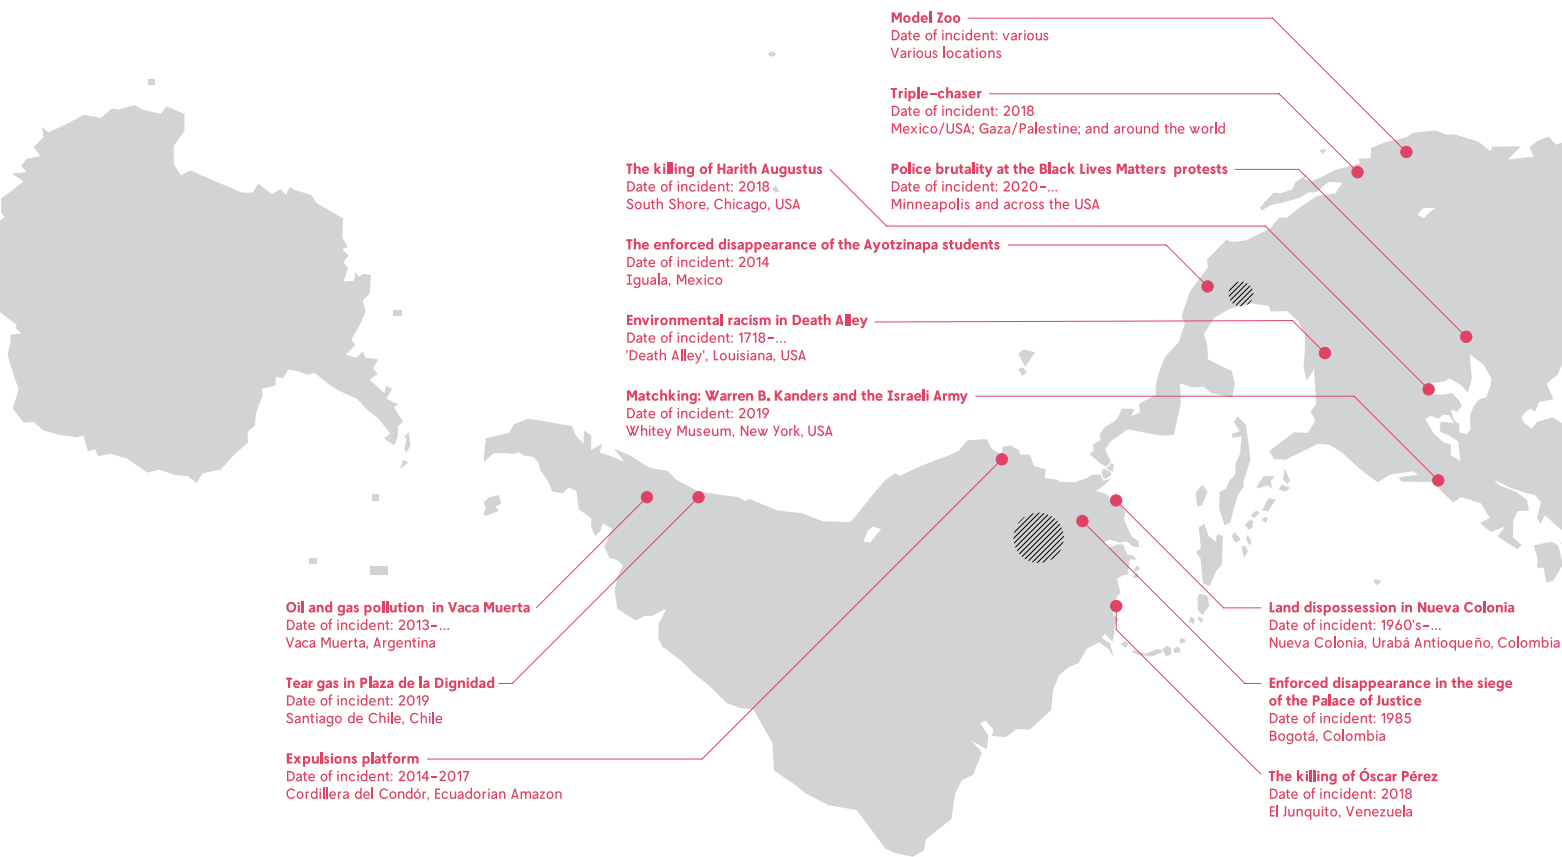 Model Zoo
Date of incident: various
Various locations
Triple-chaser
Date of incident: 2018
Mexico/USA; Gaza/Palestine; and around the world
The killing of Harith Augustus
Date of incident: 2018
South Shore, Chicago, USA
Police brutality at the Black Lives Matters protests
Date of incident: 2020-...
Minneapolis and across the USA
The enforced disappearance of the Ayotzinapa students
Date of incident: 2014
Iguala, Mexico
Environmental racism in Death Alley
Date of incident: 1718-...
'Death Alley', Louisiana, USA
Matchking: Warren B. Kanders and the Israeli Army
Date of incident: 2019
Whitey Museum, New York, USA
Oil and gas pollution in Vaca Muerta
Date of incident: 2013-...
Vaca Muerta, Argentina
Tear gas in Plaza de la Dignidad
Date of incident: 2019
Santiago de Chile, Chile
Expulsions platform
Date of incident: 2014-2017
Cordillera del Condór, Ecuadorian Amazon
Land dispossession in Nueva Colonia
Date of incident: 1960's-...
Nueva Colonia, Urabá Antioqueño, Colombia
Enforced disappearance in the siege
of the Palace of Justice
Date of incident: 1985
Bogotá, Colombia
The killing of Óscar Pérez
Date of incident: 2018
El Junquito, Venezuela